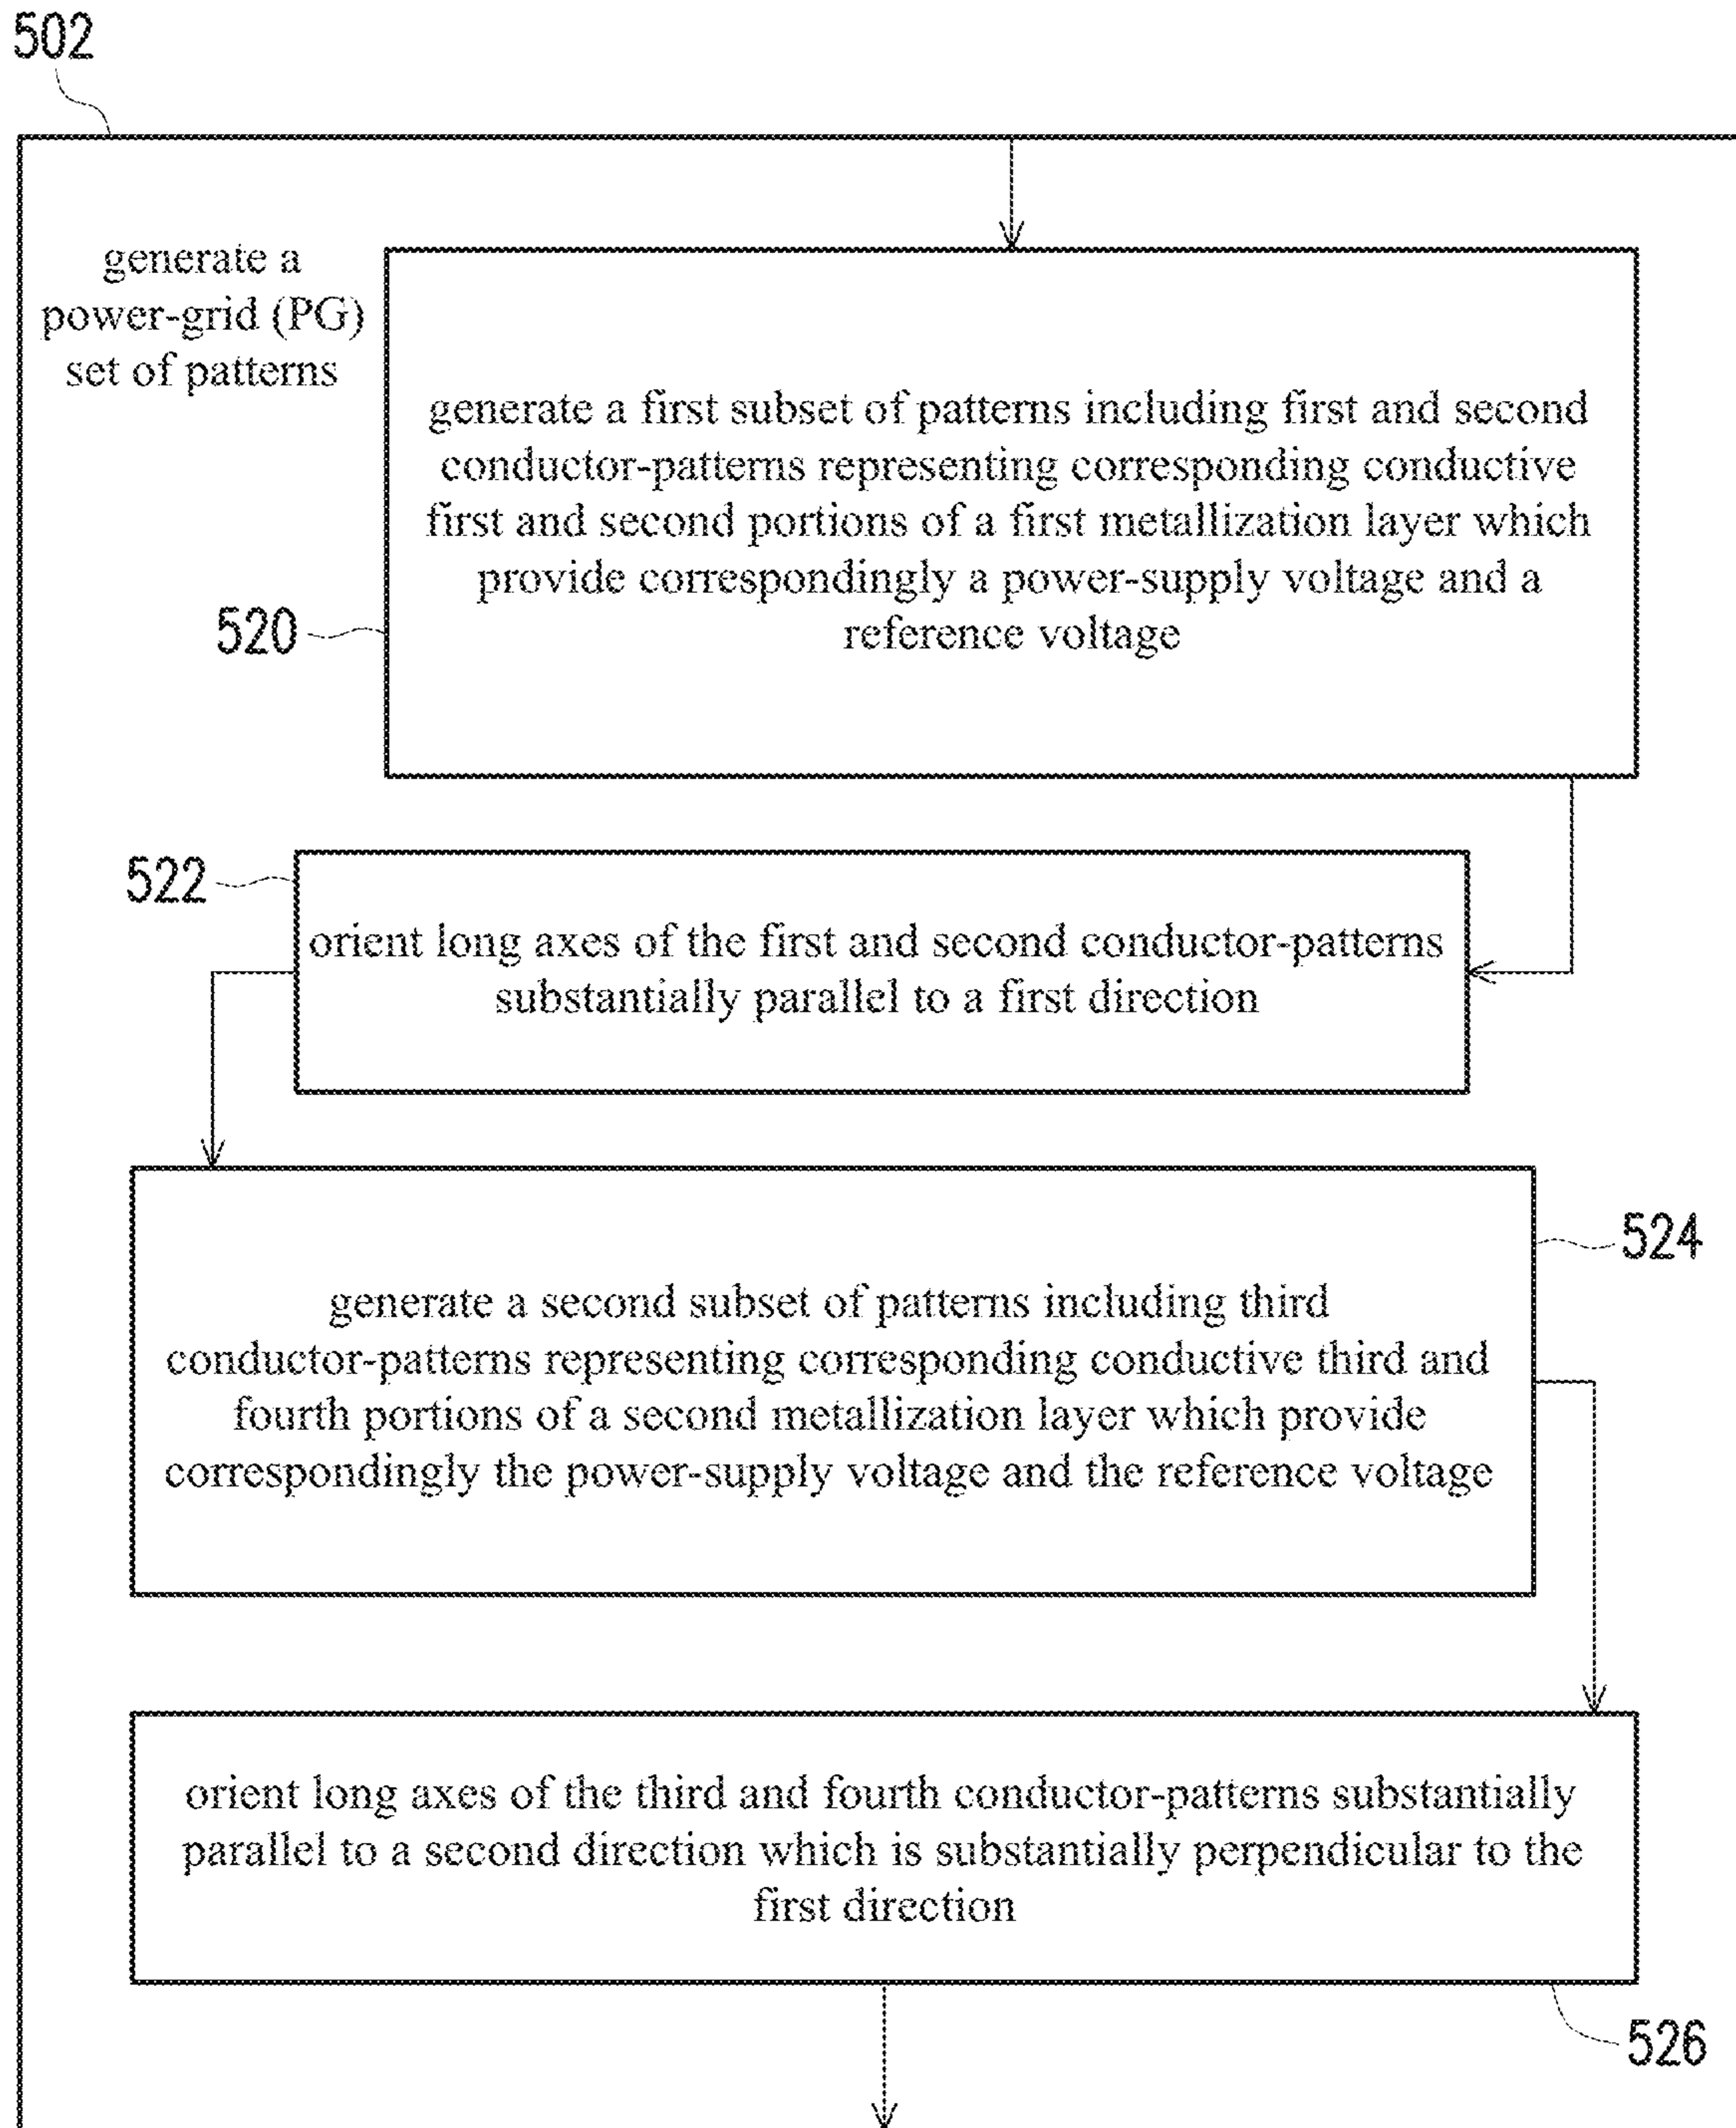 502
generate a
power-grid (PG)
set of patterns
generate a first subset of patterns including first and second
conductor-patterns representing corresponding conductive
first and second portions of a first metallization layer which
provide correspondingly a power-supply voltage and a
reference voltage
520
522
orient long axes of the first and second conductor-patterns
substantially parallel to a first direction
524
generate a second subset of patterns including third
conductor-patterns representing corresponding conductive third and
fourth portions of a second metallization layer which provide
correspondingly the power-supply voltage and the reference voltage
orient long axes of the third and fourth conductor-patterns substantially
parallel to a second direction which is substantially perpendicular to the
first direction
526